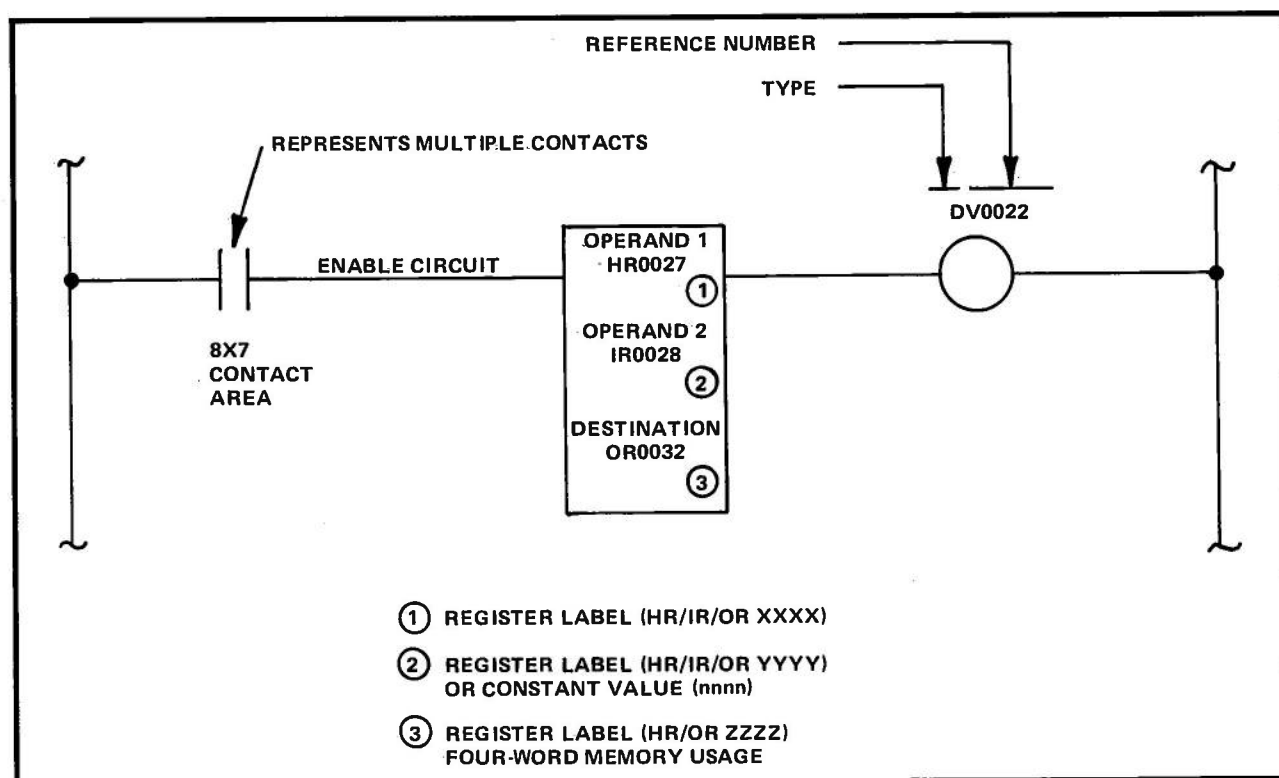 REFERENCE NUMBER
TYPE
REPRESENTS MULTIPLE CONTACTS
DV0022
ENABLE CIRCUIT
8X7
CONTACT
AREA
OPERAND 1
HR0027
1
OPERAND 2
IR0028
2
DESTINATION
OR0032
3
1 REGISTER LABEL (HR/IR/OR XXXX)
2 REGISTER LABEL (HR/IR/OR YYYY)
OR CONSTANT VALUE (nnnn)
3 REGISTER LABEL (HR/OR ZZZZ)
FOUR-WORD MEMORY USAGE